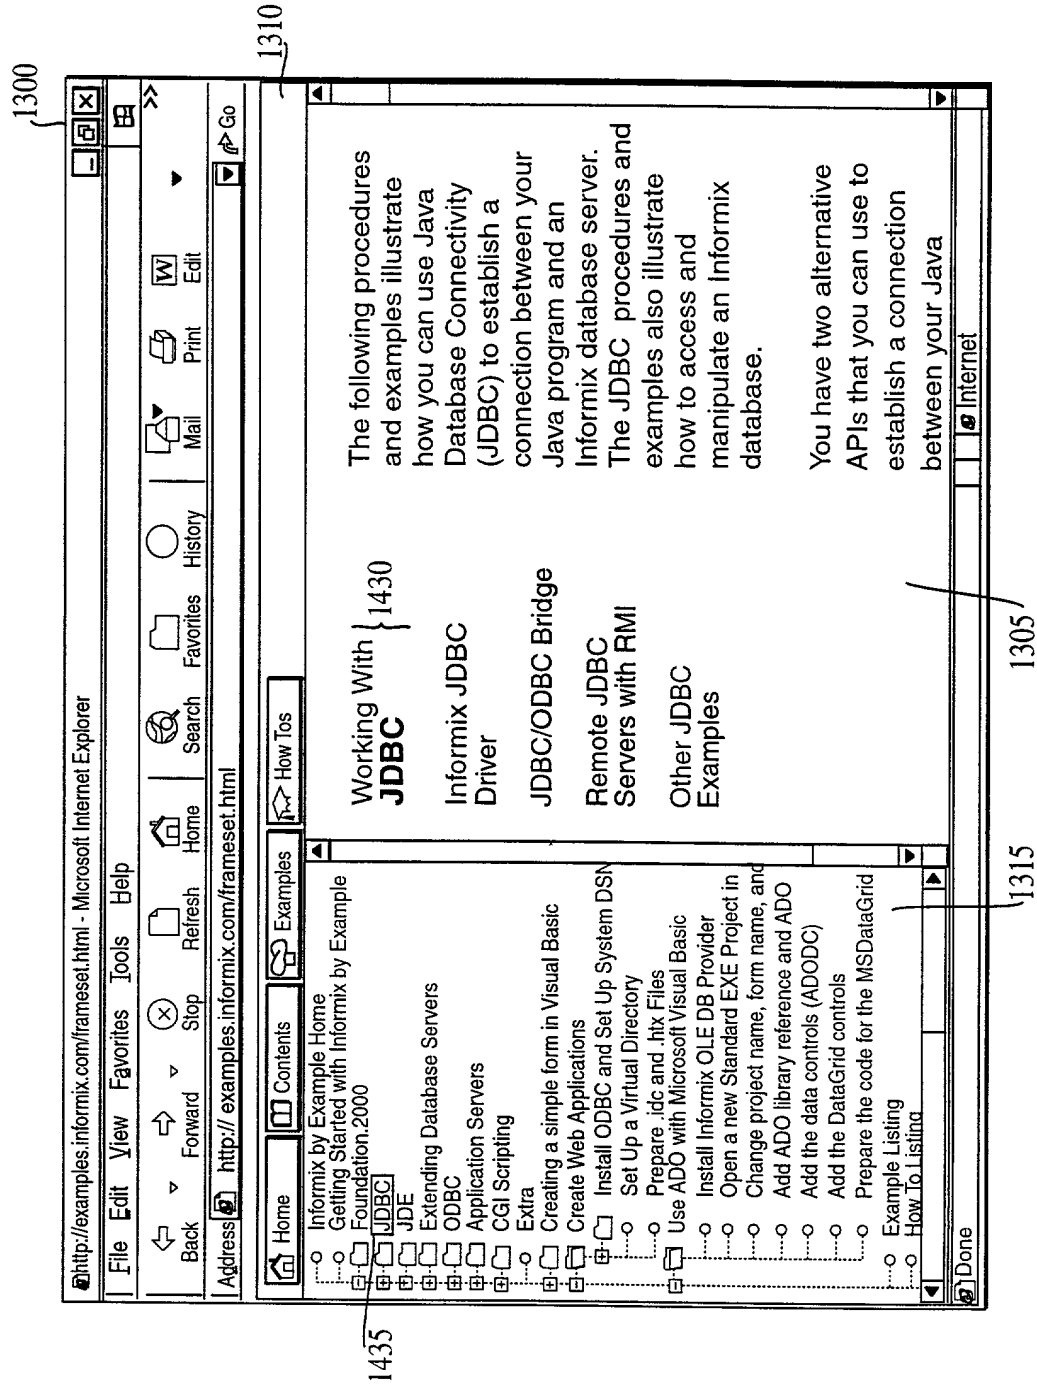 1300
http://examples.informix.com/frameset.html - Microsoft Internet Explorer
File Edit View Favorites Tools Help
Back Forward Stop Refresh Home Search Favorites History Mail Print Edit
Address http:// examples.informix.com/frameset.html Go
1310
Home Contents Examples How Tos
Informix by Example Home
Getting Started with Informix by Example
Foundation.2000
JDBC
JDE
Extending Database Servers
ODBC
Application Servers
CGI Scripting
Extra
Creating a simple form in Visual Basic
Create Web Applications
Install ODBC and Set Up System DSN
Set Up a Virtual Directory
Prepare .idc and .htx Files
Use ADO with Microsoft Visual Basic
Install Informix OLE DB Provider
Open a new Standard EXE Project in
Change project name, form name, and
Add ADO library reference and ADO
Add the data controls (ADODC)
Add the DataGrid controls
Prepare the code for the MSDataGrid
Example Listing
How To Listing
1435
1315
Working With
JDBC
1430
Informix JDBC
Driver
JDBC/ODBC Bridge
Remote JDBC
Servers with RMI
Other JDBC
Examples
The following procedures
and examples illustrate
how you can use Java
Database Connectivity
(JDBC) to establish a
connection between your
Java program and an
Informix database server.
The JDBC procedures and
examples also illustrate
how to access and
manipulate an Informix
database.
You have two alternative
APIs that you can use to
establish a connection
between your Java
1305
Done Internet